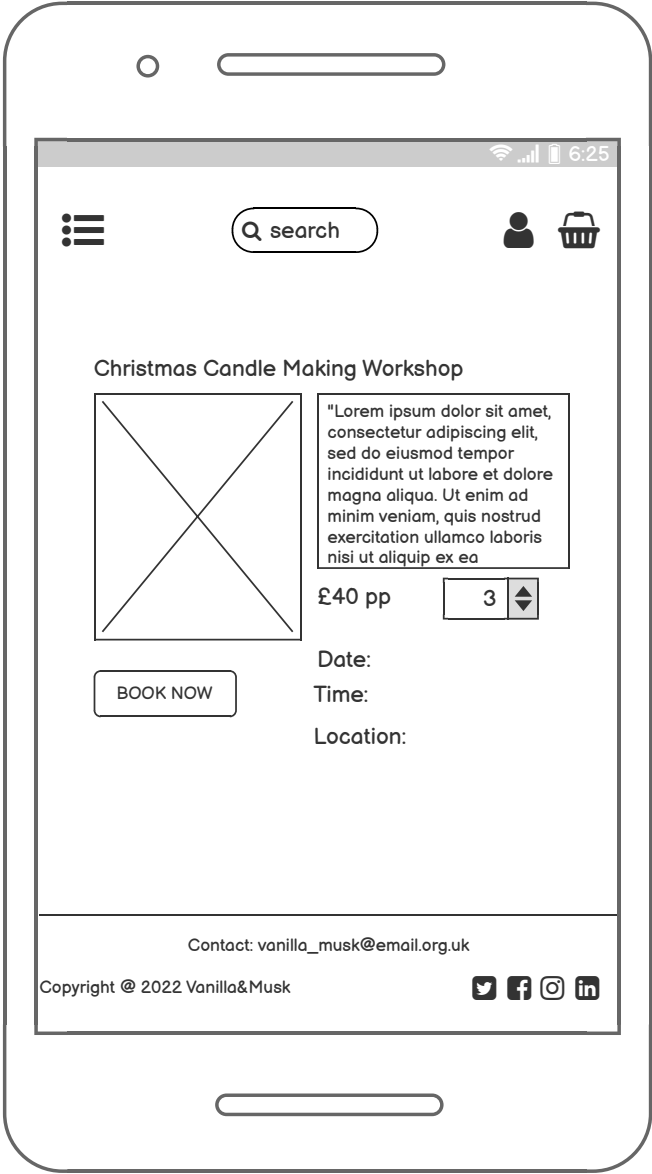 6:25
search
Christmas Candle Making Workshop
"Lorem ipsum dolor sit amet,
consectetur adipiscing elit,
sed do eiusmod tempor
incididunt ut labore et dolore
magna aliqua. Ut enim ad
minim veniam, quis nostrud
exercitation ullamco laboris
nisi ut aliquip ex ea
£40 pp
3
Date:
BOOK NOW
Time:
Location:
Contact: vanilla_musk@email.org.uk
Copyright @ 2022 Vanilla&Musk